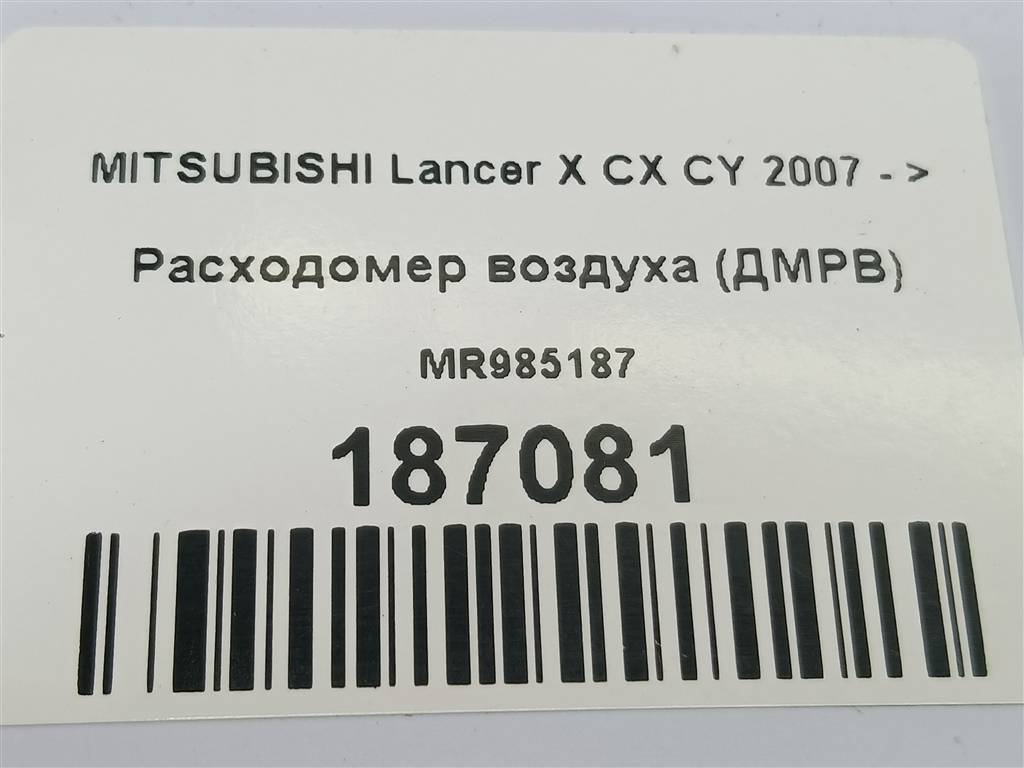 MITSUBISHI Lancer X CX CY 2007 - >
Расходомер воздуха (ДМРВ)
MR985187
187081